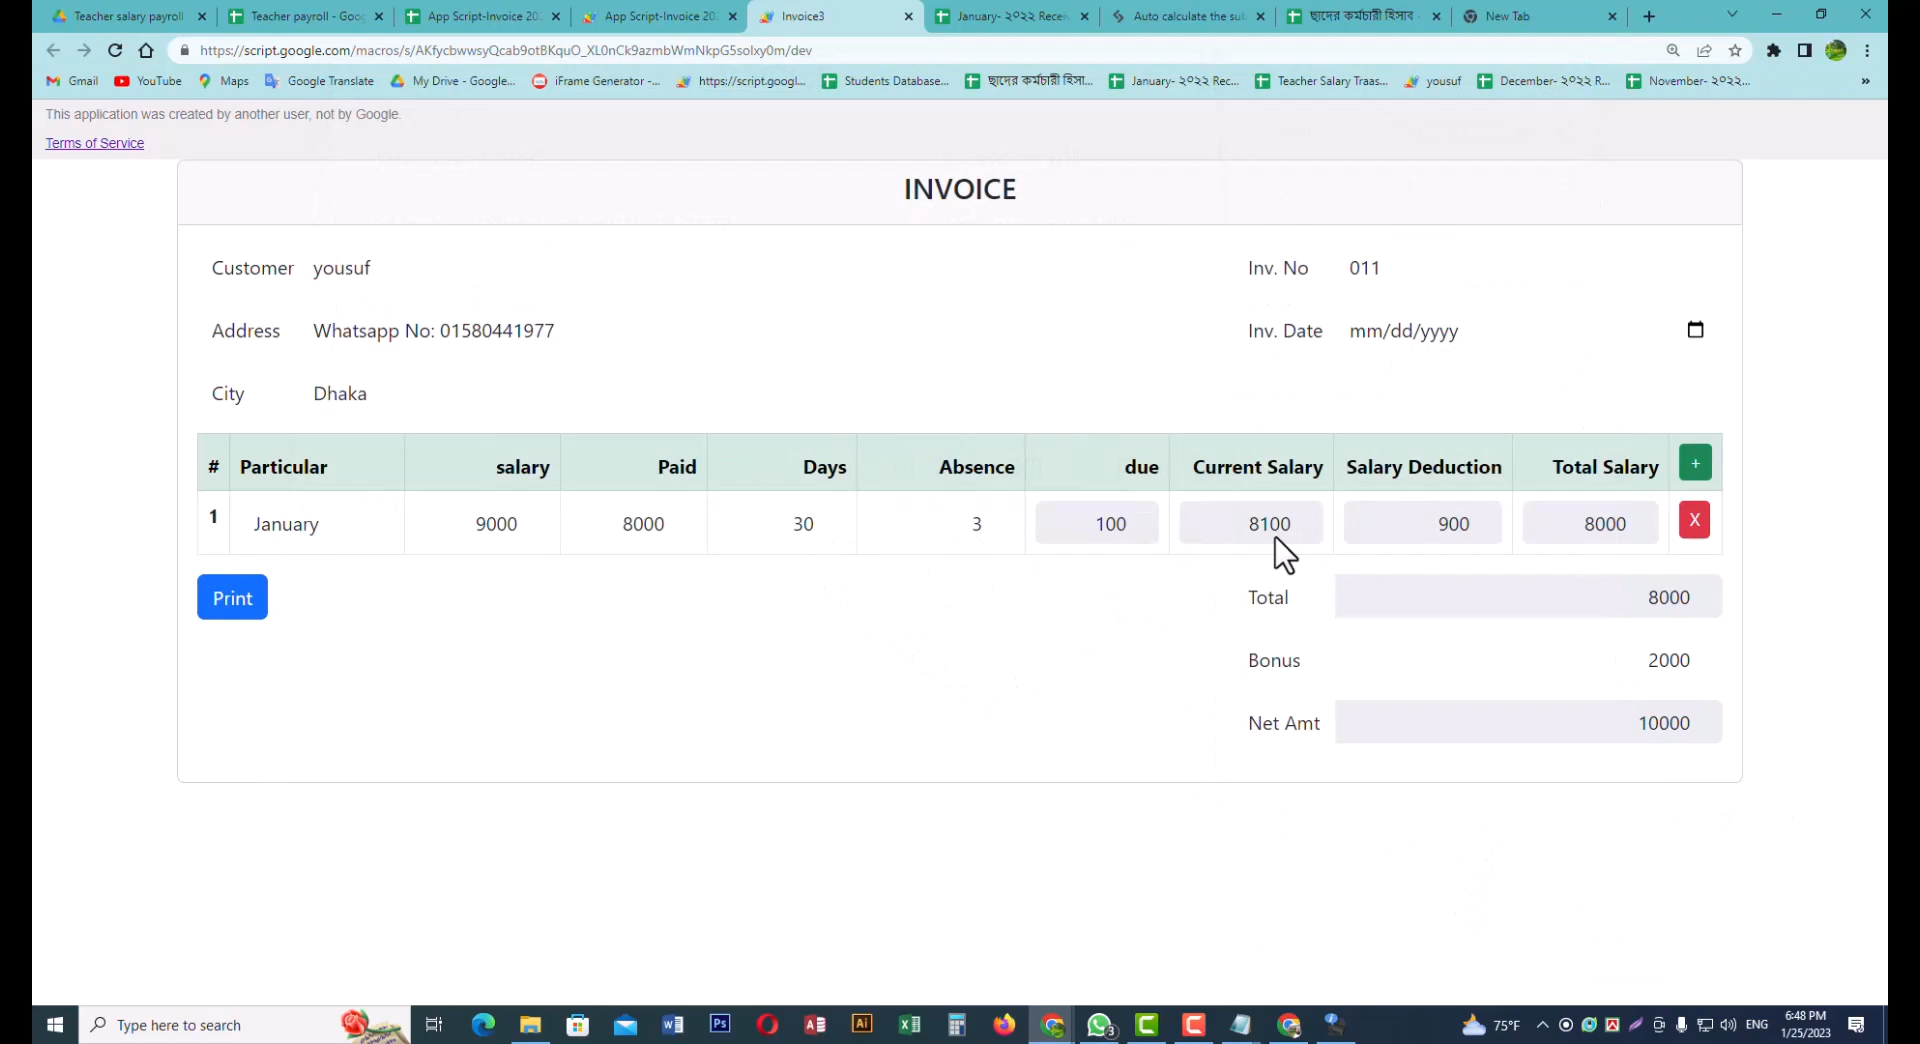 Teacher salary payroll
Teacher payroll - Goog
App Script-Invoice 202
App Script-Invoice 202
Invoice3
January- ২০২২ Recei
Auto calculate the sub
ছাদের কর্মচারী হিসাব -
New Tab
https://script.google.com/macros/s/AKfycbwwsyQcab9otBKquO_XL0nCk9azmbWmNkpG5solxy0m/dev
Gmail
YouTube
Maps
Google Translate
My Drive - Google...
iFrame Generator -...
https://script.googl...
Students Database...
ছাদের কর্মচারী হিসা...
January- ২০২২ Rec...
Teacher Salary Traas...
yousuf
December- ২০২২ R...
November- ২০২২...
»
This application was created by another user, not by Google.
Terms of Service
INVOICE
Customer yousuf
Inv. No 011
Address Whatsapp No: 01580441977
Inv. Date mm/dd/yyyy
City Dhaka
# Particular salary Paid Days Absence due Current Salary Salary Deduction Total Salary +
1 January 9000 8000 30 3 100 8100 900 8000 X
Print
Total 8000
Bonus 2000
Net Amt 10000
Type here to search
75°F
ENG
6:48 PM
1/25/2023